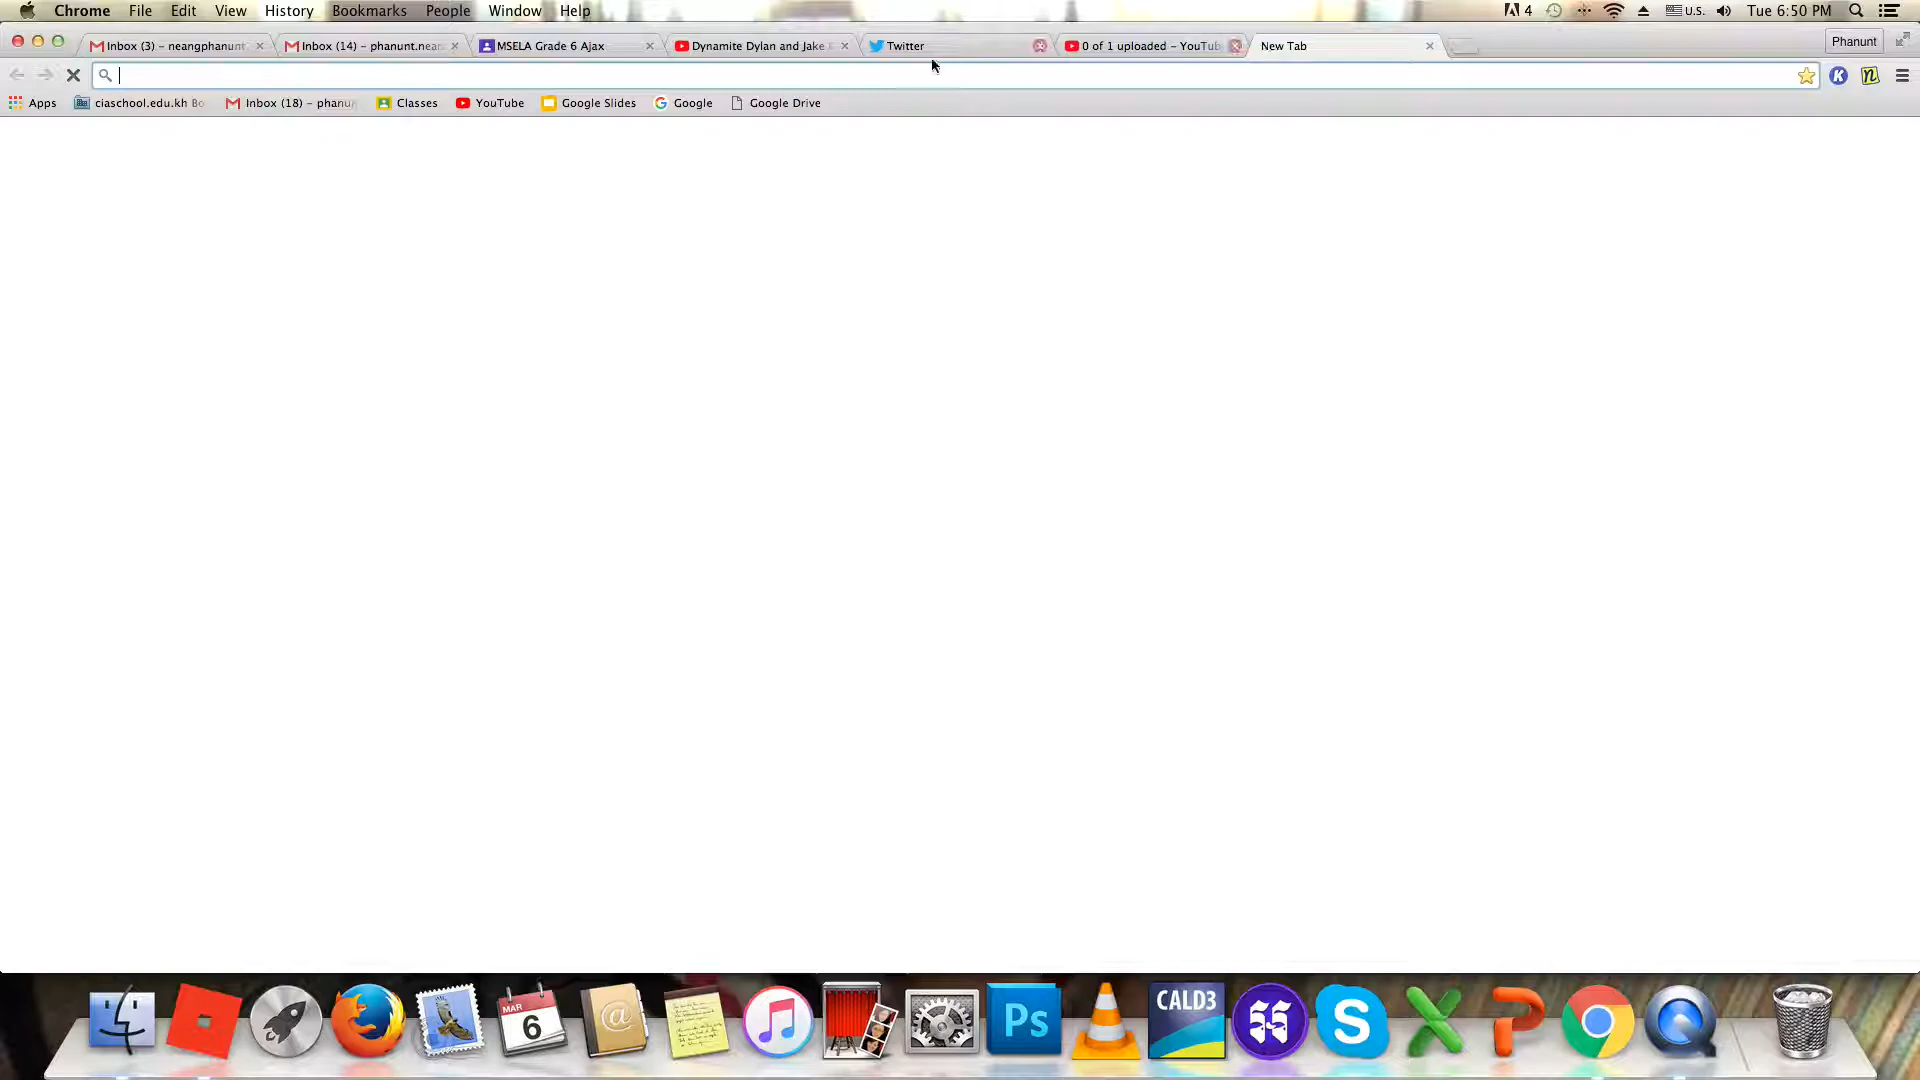 Chrome File Edit View History Bookmarks People Window Help 4 U.S. Tue 6:50 PM
Inbox (3) – neangphanunt Inbox (14) – phanunt.nean MSELA Grade 6 Ajax Dynamite Dylan and Jake Twitter 0 of 1 uploaded – YouTub New Tab Phanunt
Apps ciaschool.edu.kh Bo Inbox (18) – phanun Classes YouTube Google Slides Google Google Drive
MAR
6
Ps
CALD3
S